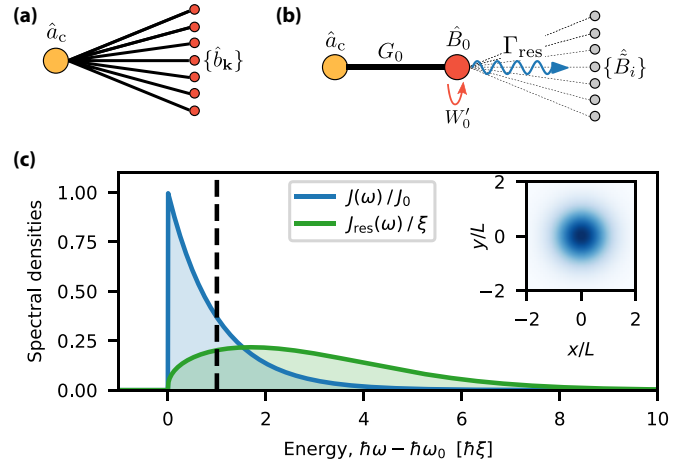 (a)
â_c
{b̂_𝐤}
(b)
â_c
G_0
B̂_0
W_0′
Γ_res
{B̃̂_i}
(c)
Spectral densities
1.00
0.75
0.50
0.25
0.00
J(ω) / J_0
J_res(ω) / ξ
y/L
2
0
−2
−2 0 2
x/L
0 2 4 6 8 10
Energy, ħω − ħω_0 [ħξ]